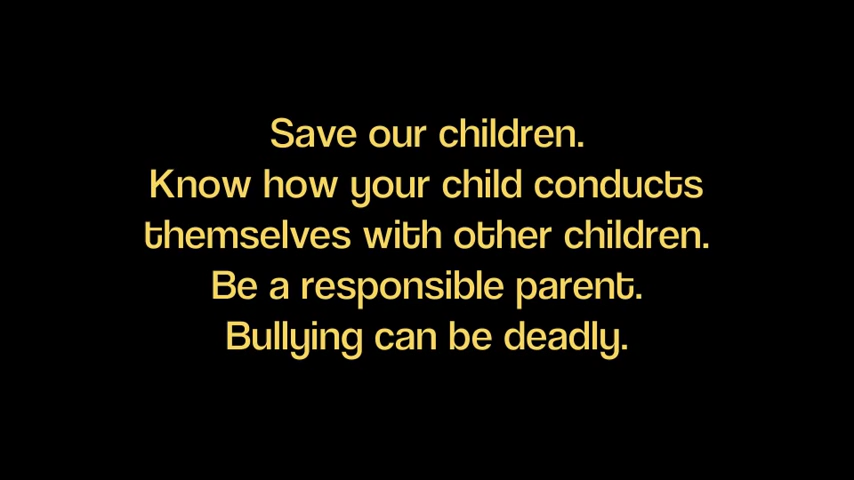 Save our children.
Know how your child conducts
themselves with other children.
Be a responsible parent.
Bullying can be deadly.